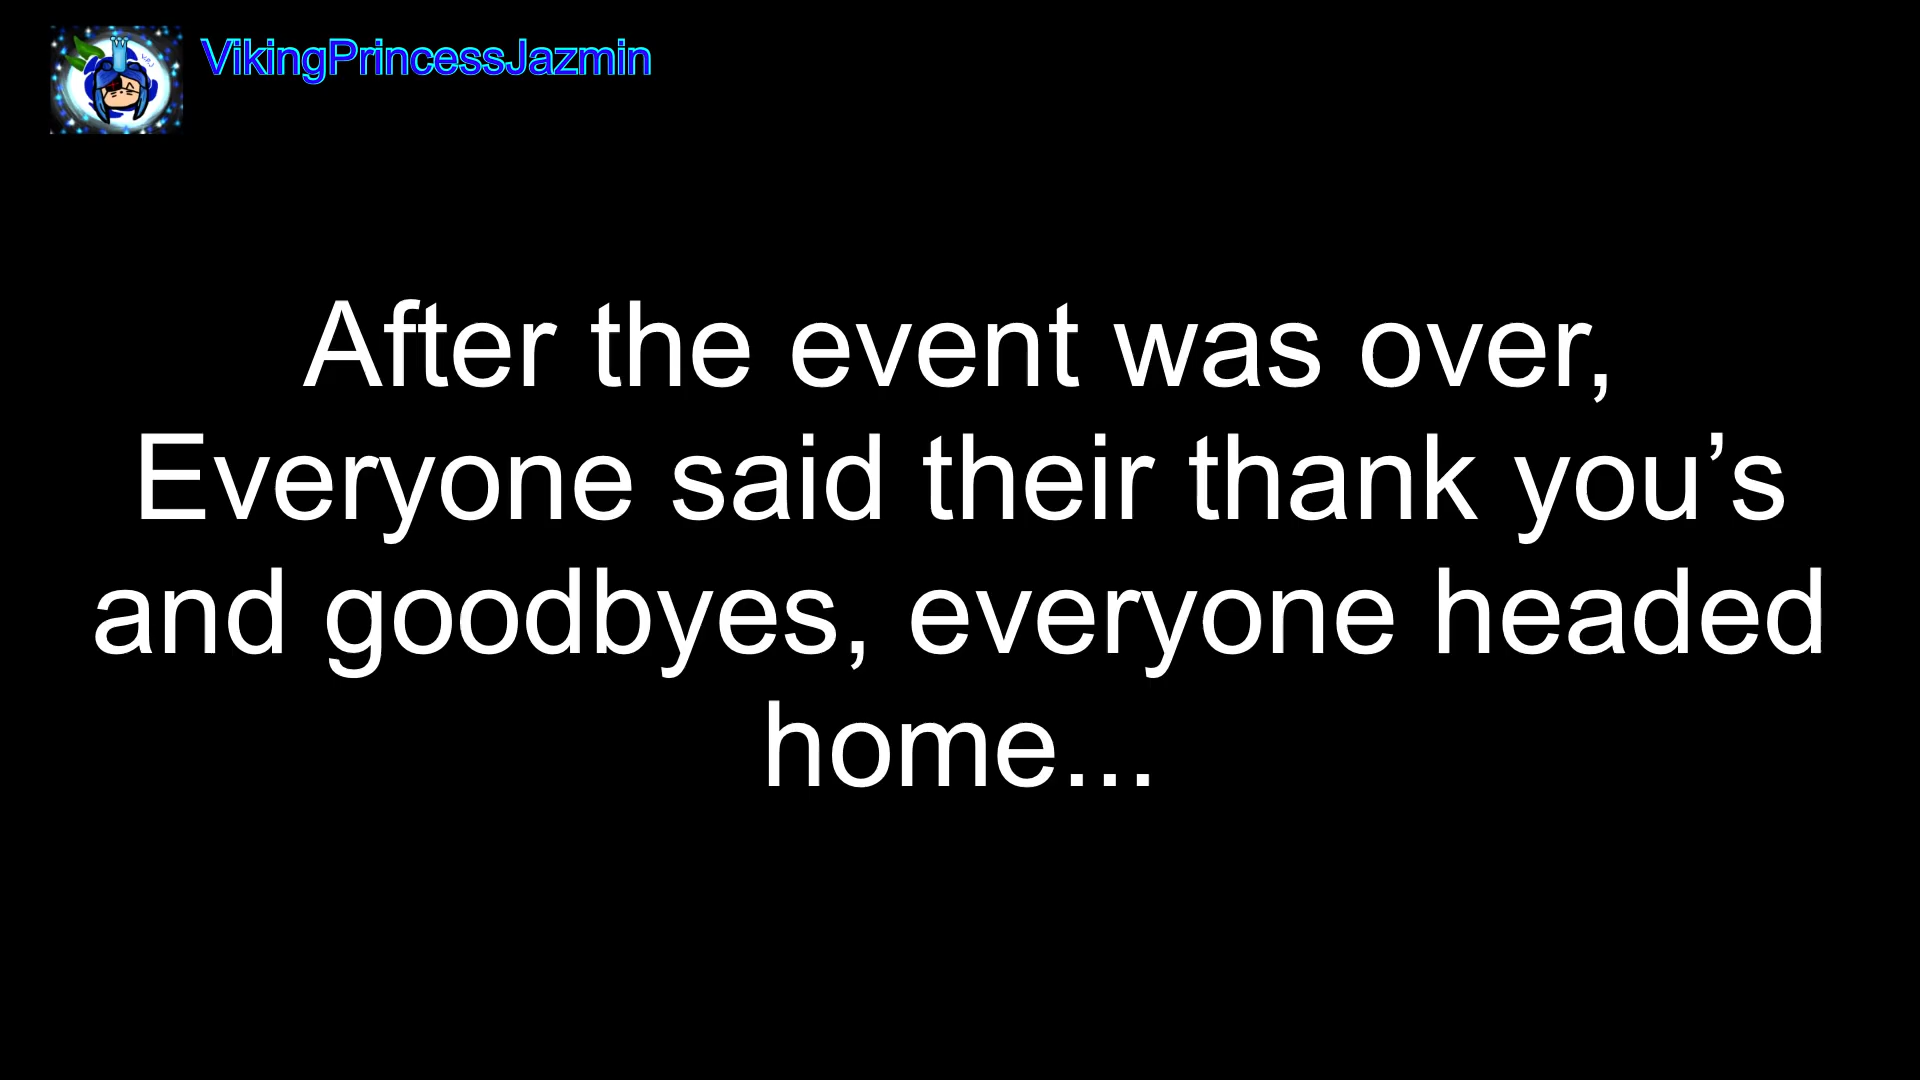 VikingPrincessJazmin
After the event was over,
Everyone said their thank you’s
and goodbyes, everyone headed
home...